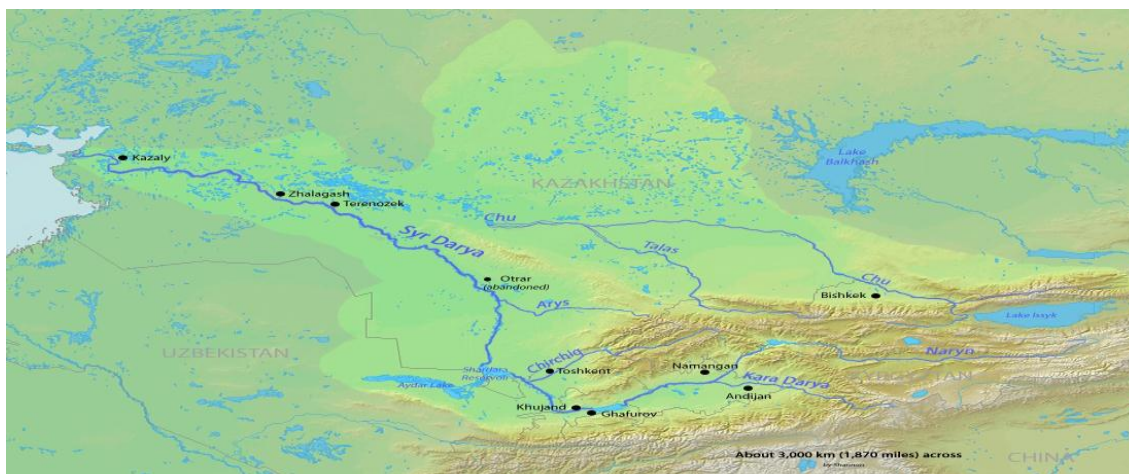 Lake
Balkhash
Kazaly
KAZAKHSTAN
Zhalagash
Terenozek
Chu
Syr Darya
Talas
Otrar
(abandoned)
Chu
Bishkek
Arys
Lake Issyk
UZBEKISTAN
Chirchiq
Naryn
Shardara
Reservoir
Toshkent
Namangan
Kara Darya
Aydar Lake
Andijan
Khujand
Ghafurov
About 3,000 km (1,870 miles) across
by Shannon
CHINA